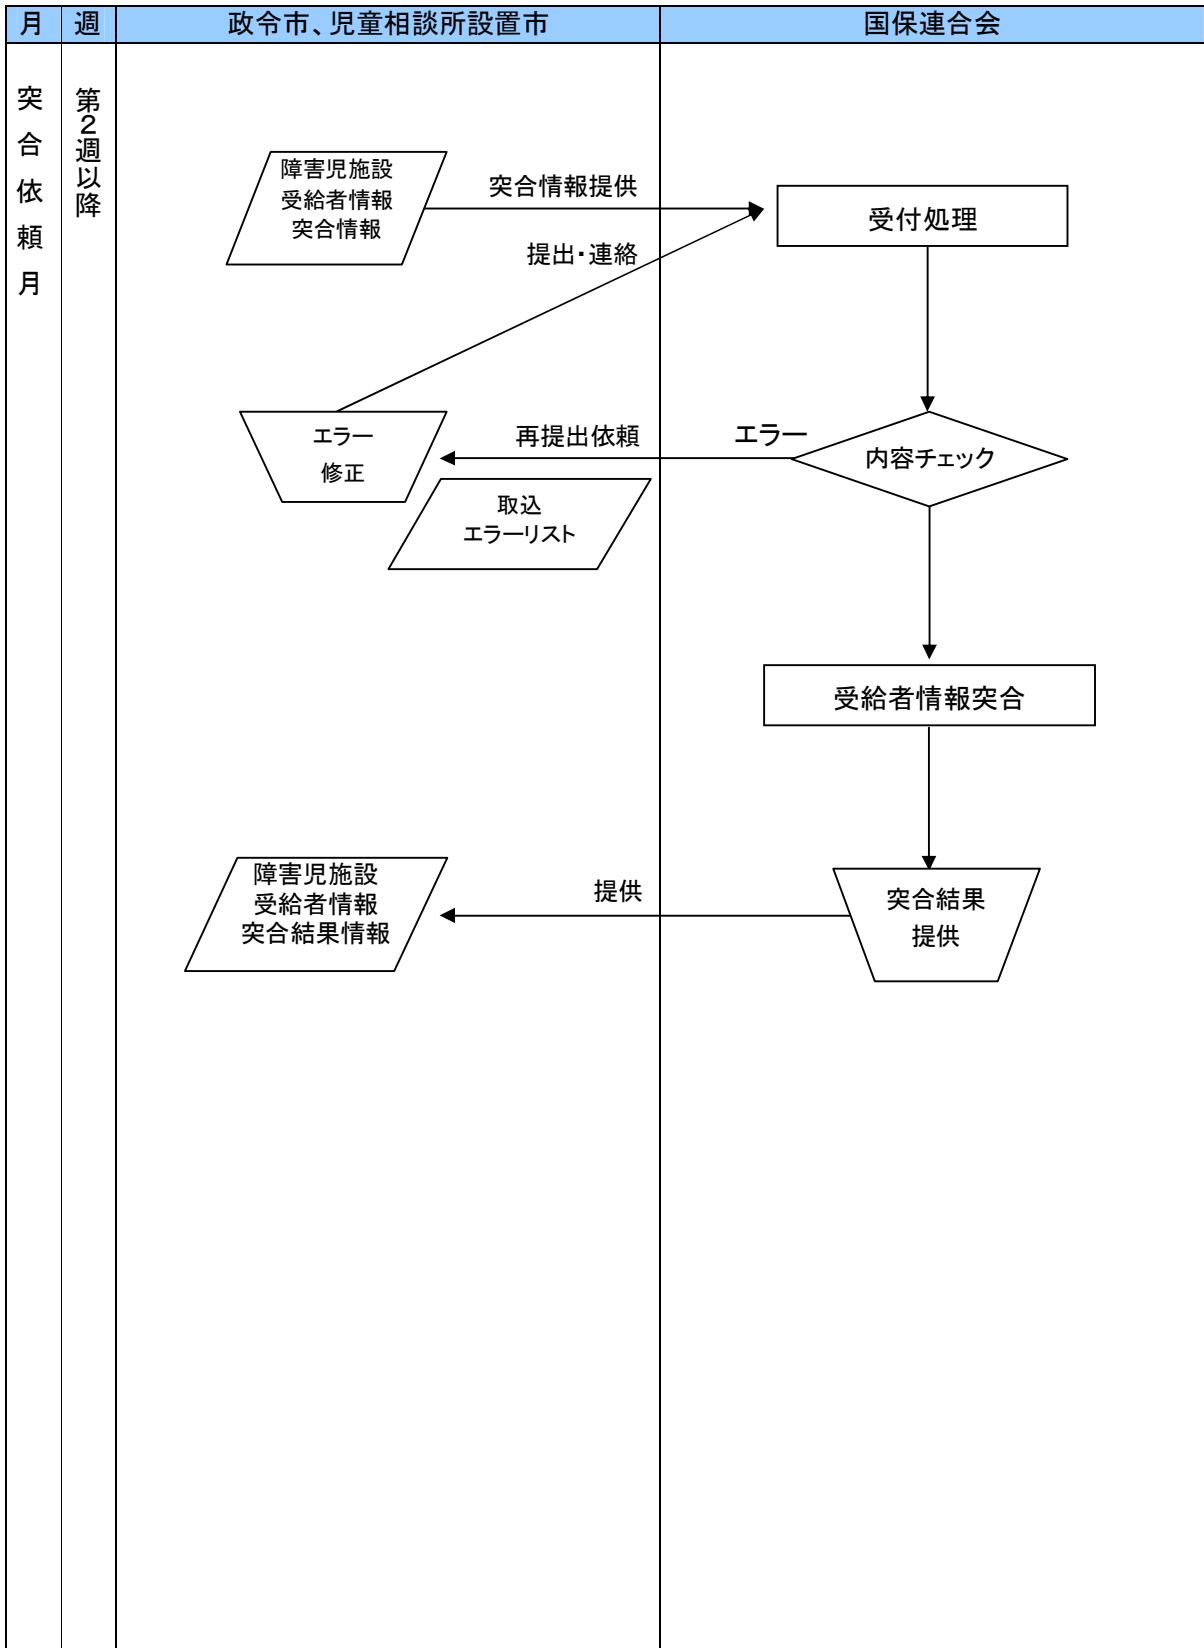 月 週 政令市、児童相談所設置市 国保連合会
突合依頼月
第2週以降
障害児施設
受給者情報
突合情報
突合情報提供
提出・連絡
受付処理
エラー
修正
再提出依頼
エラー
内容チェック
取込
エラーリスト
受給者情報突合
障害児施設
受給者情報
突合結果情報
提供
突合結果
提供